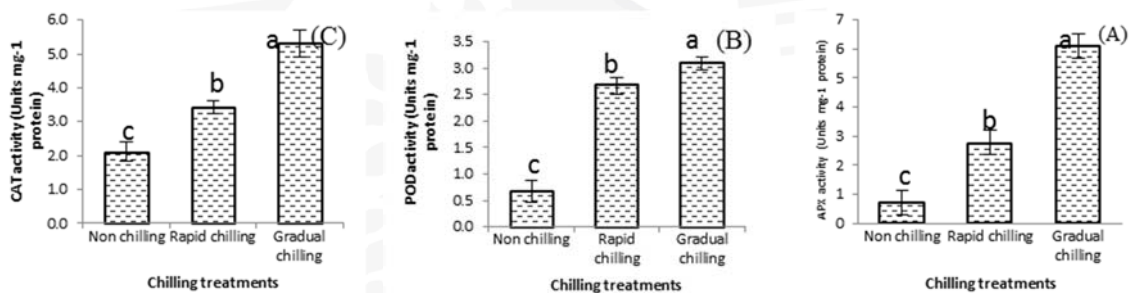 CAT activity (Units mg-1
protein)
6.0
5.0
4.0
3.0
2.0
1.0
0.0
c
b
a
(C)
Non chilling
Rapid chilling
Gradual
chilling
Chilling treatments
POD activity (Units mg-1
protein)
3.5
3.0
2.5
2.0
1.5
1.0
0.5
0.0
c
b
a
(B)
Non chilling
Rapid
chilling
Gradual
chilling
Chilling treatments
APX activity (Units mg-1 protein)
7
6
5
4
3
2
1
0
c
b
a
(A)
Non chilling
Rapid chilling
Gradual
chilling
Chilling treatments